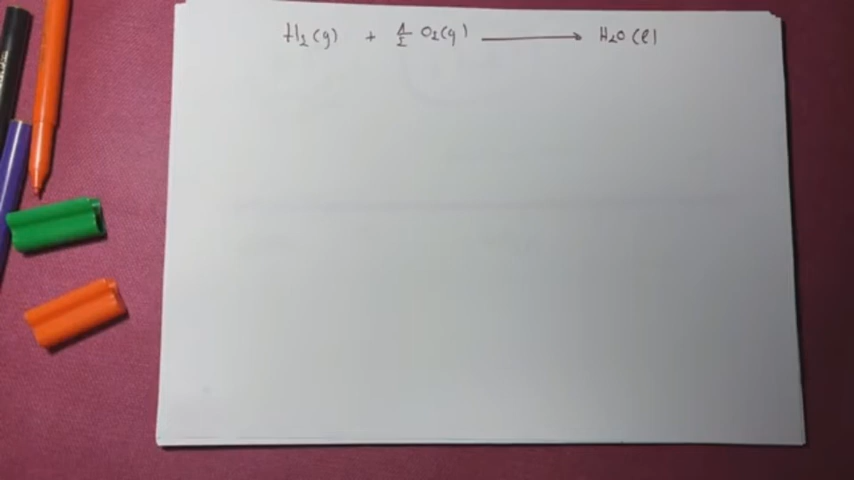 H₂(g) + 1/2 O₂(g) ⟶ H₂O(l)